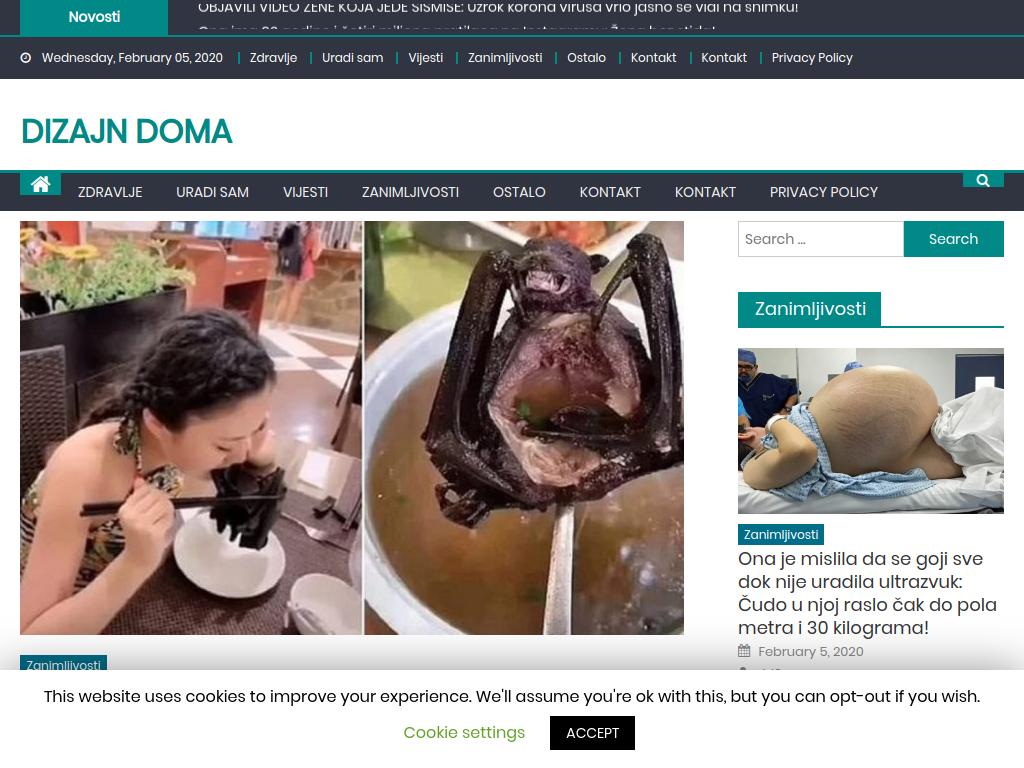 Novosti
OBJAVILI VIDEO ŽENE KOJA JEDE ŠIŠMIŠE: Uzrok korona virusa vrlo jasno se vidi na snimku!
Wednesday, February 05, 2020
Zdravlje
Uradi sam
Vijesti
Zanimljivosti
Ostalo
Kontakt
Kontakt
Privacy Policy
DIZAJN DOMA
ZDRAVLJE
URADI SAM
VIJESTI
ZANIMLJIVOSTI
OSTALO
KONTAKT
KONTAKT
PRIVACY POLICY
Search ...
Search
Zanimljivosti
Zanimljivosti
Ona je mislila da se goji sve
dok nije uradila ultrazvuk:
Čudo u njoj raslo čak do pola
metra i 30 kilograma!
February 5, 2020
Zanimljivosti
This website uses cookies to improve your experience. We'll assume you're ok with this, but you can opt-out if you wish.
Cookie settings
ACCEPT